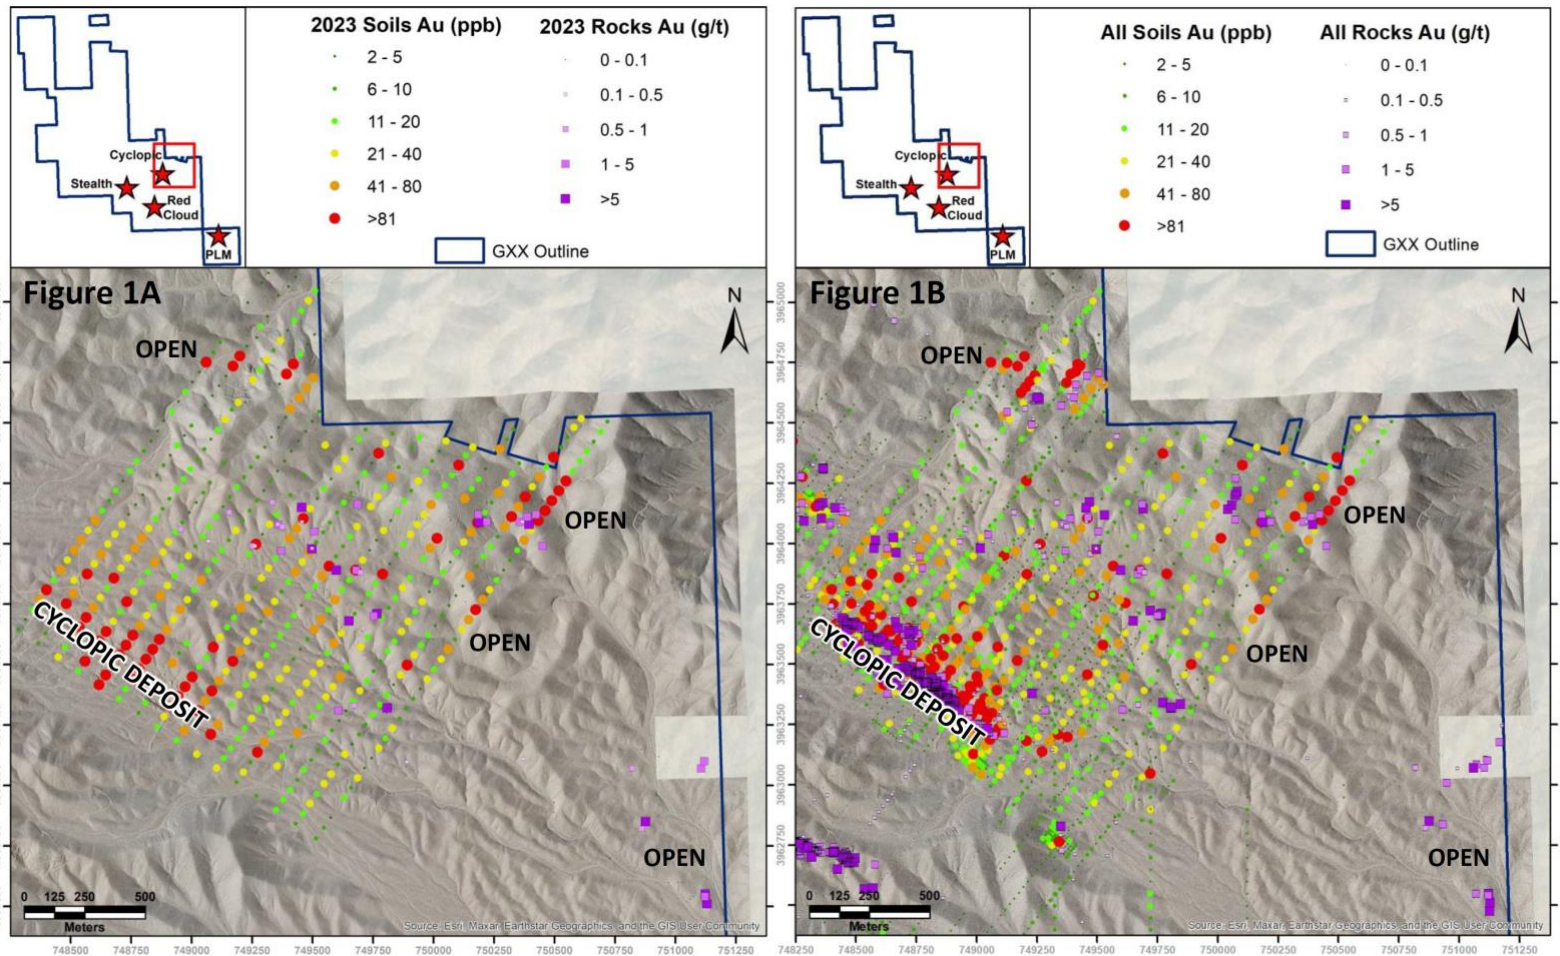 2023 Soils Au (ppb)
2 - 5
6 - 10
11 - 20
21 - 40
41 - 80
>81
2023 Rocks Au (g/t)
0 - 0.1
0.1 - 0.5
0.5 - 1
1 - 5
>5
GXX Outline
Cyclopic
Stealth
Red
Cloud
PLM
Figure 1A
N
OPEN
OPEN
OPEN
CYCLOPIC DEPOSIT
OPEN
0 125 250 500
Meters
Source: Esri, Maxar, Earthstar Geographics, and the GIS User Community
748500 748750 749000 749250 749500 749750 750000 750250 750500 750750 751000 751250
All Soils Au (ppb)
2 - 5
6 - 10
11 - 20
21 - 40
41 - 80
>81
All Rocks Au (g/t)
0 - 0.1
0.1 - 0.5
0.5 - 1
1 - 5
>5
GXX Outline
Cyclopic
Stealth
Red
Cloud
PLM
3965000
3964750
3964500
3964250
3964000
3963750
3963500
3963250
3963000
3962750
Figure 1B
N
OPEN
OPEN
OPEN
CYCLOPIC DEPOSIT
OPEN
0 125 250 500
Meters
Source: Esri, Maxar, Earthstar Geographics, and the GIS User Community
748250 748500 748750 749000 749250 749500 749750 750000 750250 750500 750750 751000 751250